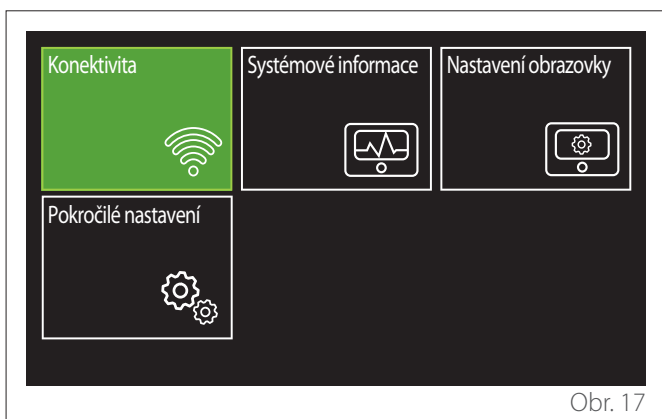 Konektivita
Systémové informace
Nastavení obrazovky
Pokročilé nastavení
Obr. 17